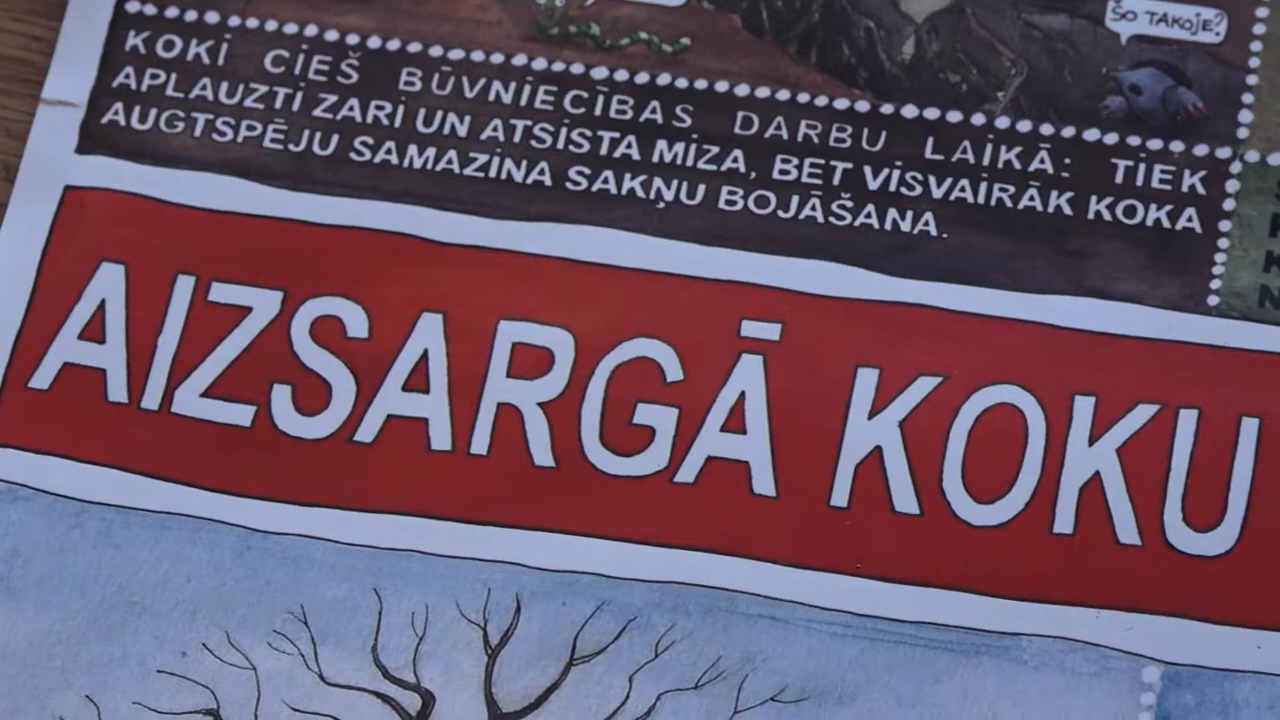 ŠO TAKOJE?
KOKI CIEŠ BŪVNIECĪBAS DARBU LAIKĀ: TIEK
APLAUZTI ZARI UN ATSISTA MIZA, BET VISVAIRĀK KOKA
AUGTSPĒJU SAMAZINA SAKŅU BOJĀŠANA.
AIZSARGĀ KOKU